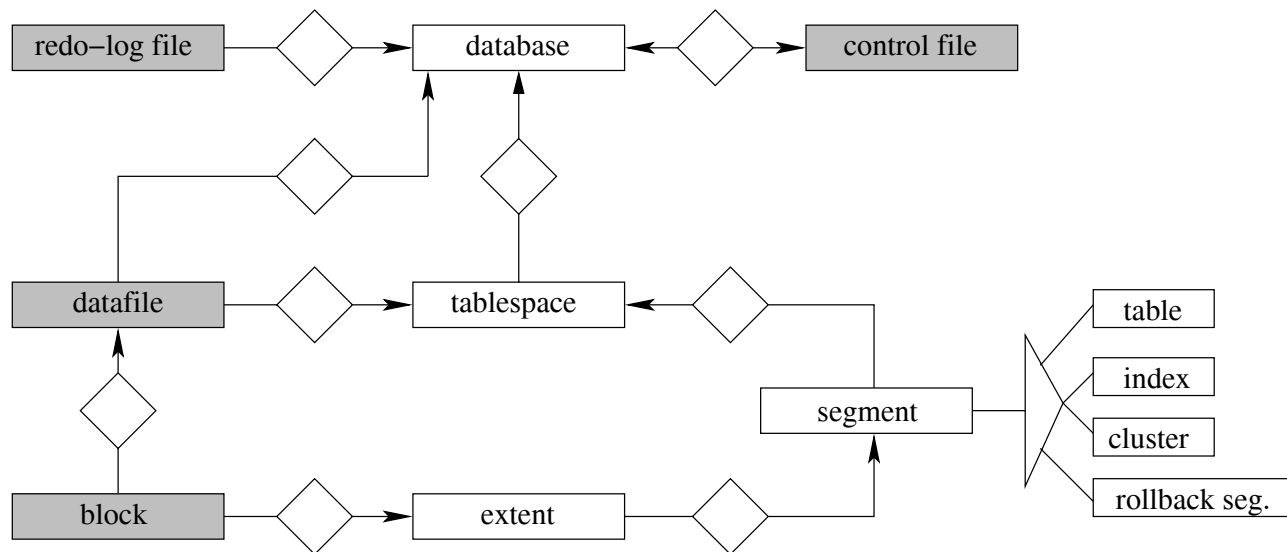 redo−log file
database
control file
datafile
tablespace
table
index
segment
cluster
block
extent
rollback seg.